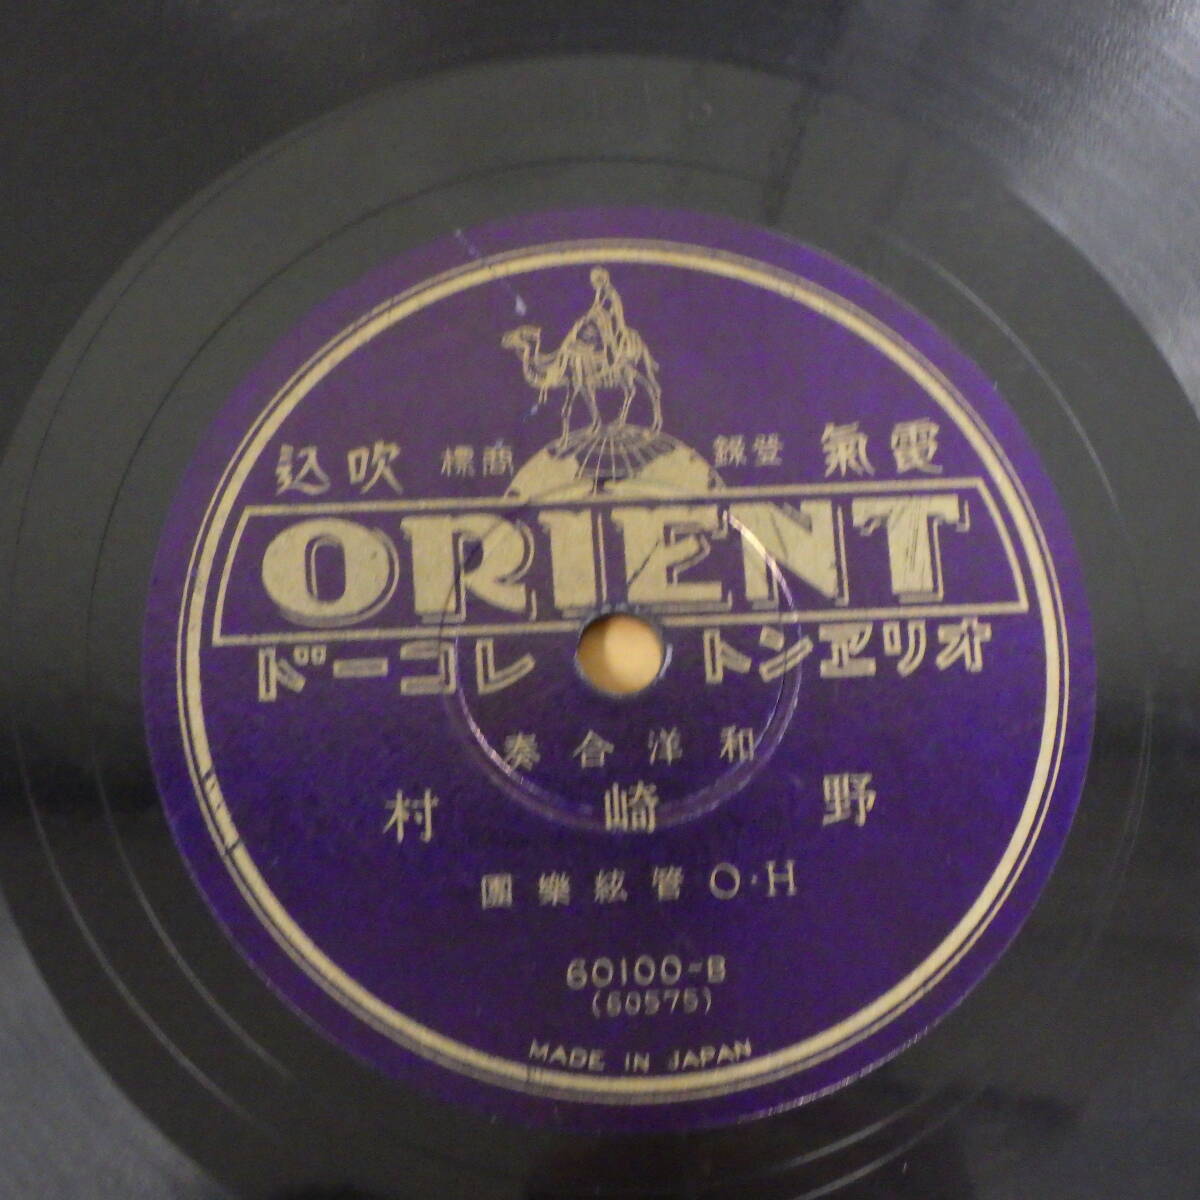 電氣 登錄 商標 吹込
ORIENT
オリヱント レコード
和洋合奏
野崎村
H·O管絃樂團
60100-B
(60575)
MADE IN JAPAN